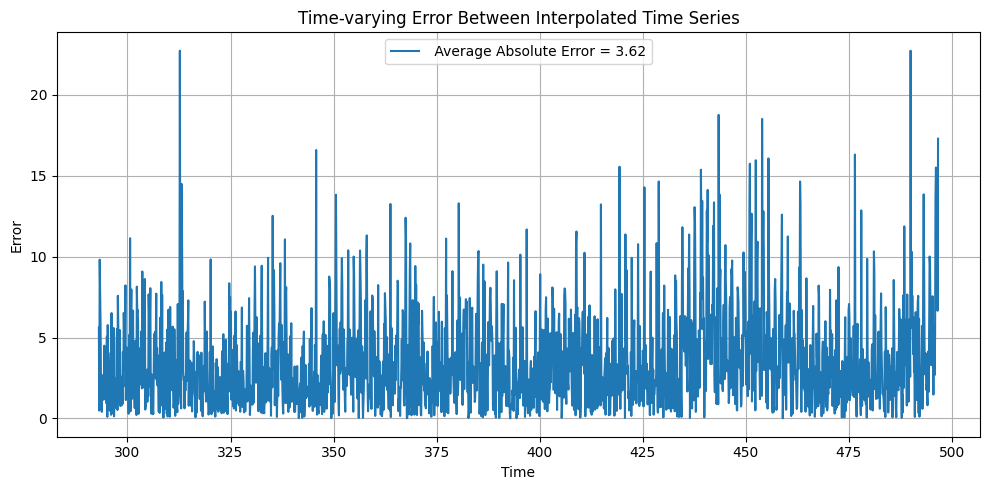 Time-varying Error Between Interpolated Time Series
Average Absolute Error = 3.62
Error
20
15
10
5
0
300 325 350 375 400 425 450 475 500
Time